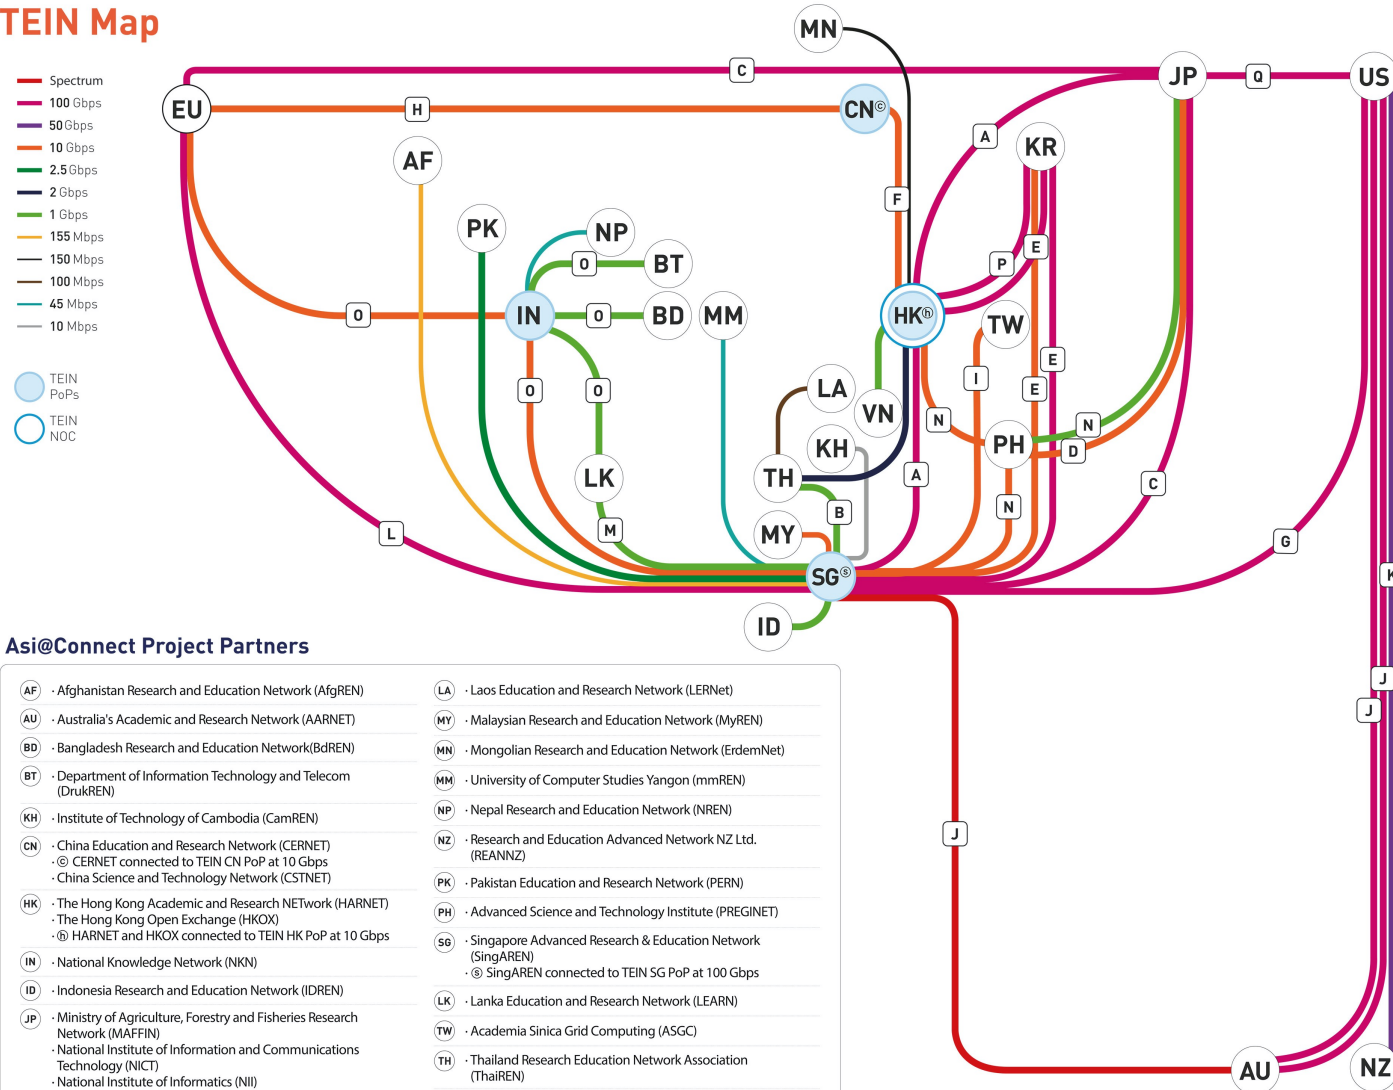 TEIN Map
Spectrum
100 Gbps
50 Gbps
10 Gbps
2.5 Gbps
2 Gbps
1 Gbps
155 Mbps
150 Mbps
100 Mbps
45 Mbps
10 Mbps
TEIN
PoPs
TEIN
NOC
MN
C
JP
Q
US
EU
H
CN©
A
KR
AF
F
PK
NP
E
O
BT
P
O
IN
O
BD
MM
HKⓗ
TW
E
O
O
LA
I
E
VN
N
N
KH
PH
D
LK
TH
A
C
N
B
M
MY
L
G
SGⓢ
K
ID
J
J
J
AU
NZ
Asi@Connect Project Partners
AF · Afghanistan Research and Education Network (AfgREN)
AU · Australia's Academic and Research Network (AARNET)
BD · Bangladesh Research and Education Network(BdREN)
BT · Department of Information Technology and Telecom
(DrukREN)
KH · Institute of Technology of Cambodia (CamREN)
CN · China Education and Research Network (CERNET)
· © CERNET connected to TEIN CN PoP at 10 Gbps
· China Science and Technology Network (CSTNET)
HK · The Hong Kong Academic and Research NETwork (HARNET)
· The Hong Kong Open Exchange (HKOX)
· ⓗ HARNET and HKOX connected to TEIN HK PoP at 10 Gbps
IN · National Knowledge Network (NKN)
ID · Indonesia Research and Education Network (IDREN)
JP · Ministry of Agriculture, Forestry and Fisheries Research
Network (MAFFIN)
· National Institute of Information and Communications
Technology (NICT)
· National Institute of Informatics (NII)
LA · Laos Education and Research Network (LERNet)
MY · Malaysian Research and Education Network (MyREN)
MN · Mongolian Research and Education Network (ErdemNet)
MM · University of Computer Studies Yangon (mmREN)
NP · Nepal Research and Education Network (NREN)
NZ · Research and Education Advanced Network NZ Ltd.
(REANNZ)
PK · Pakistan Education and Research Network (PERN)
PH · Advanced Science and Technology Institute (PREGINET)
SG · Singapore Advanced Research & Education Network
(SingAREN)
· ⓢ SingAREN connected to TEIN SG PoP at 100 Gbps
LK · Lanka Education and Research Network (LEARN)
TW · Academia Sinica Grid Computing (ASGC)
TH · Thailand Research Education Network Association
(ThaiREN)